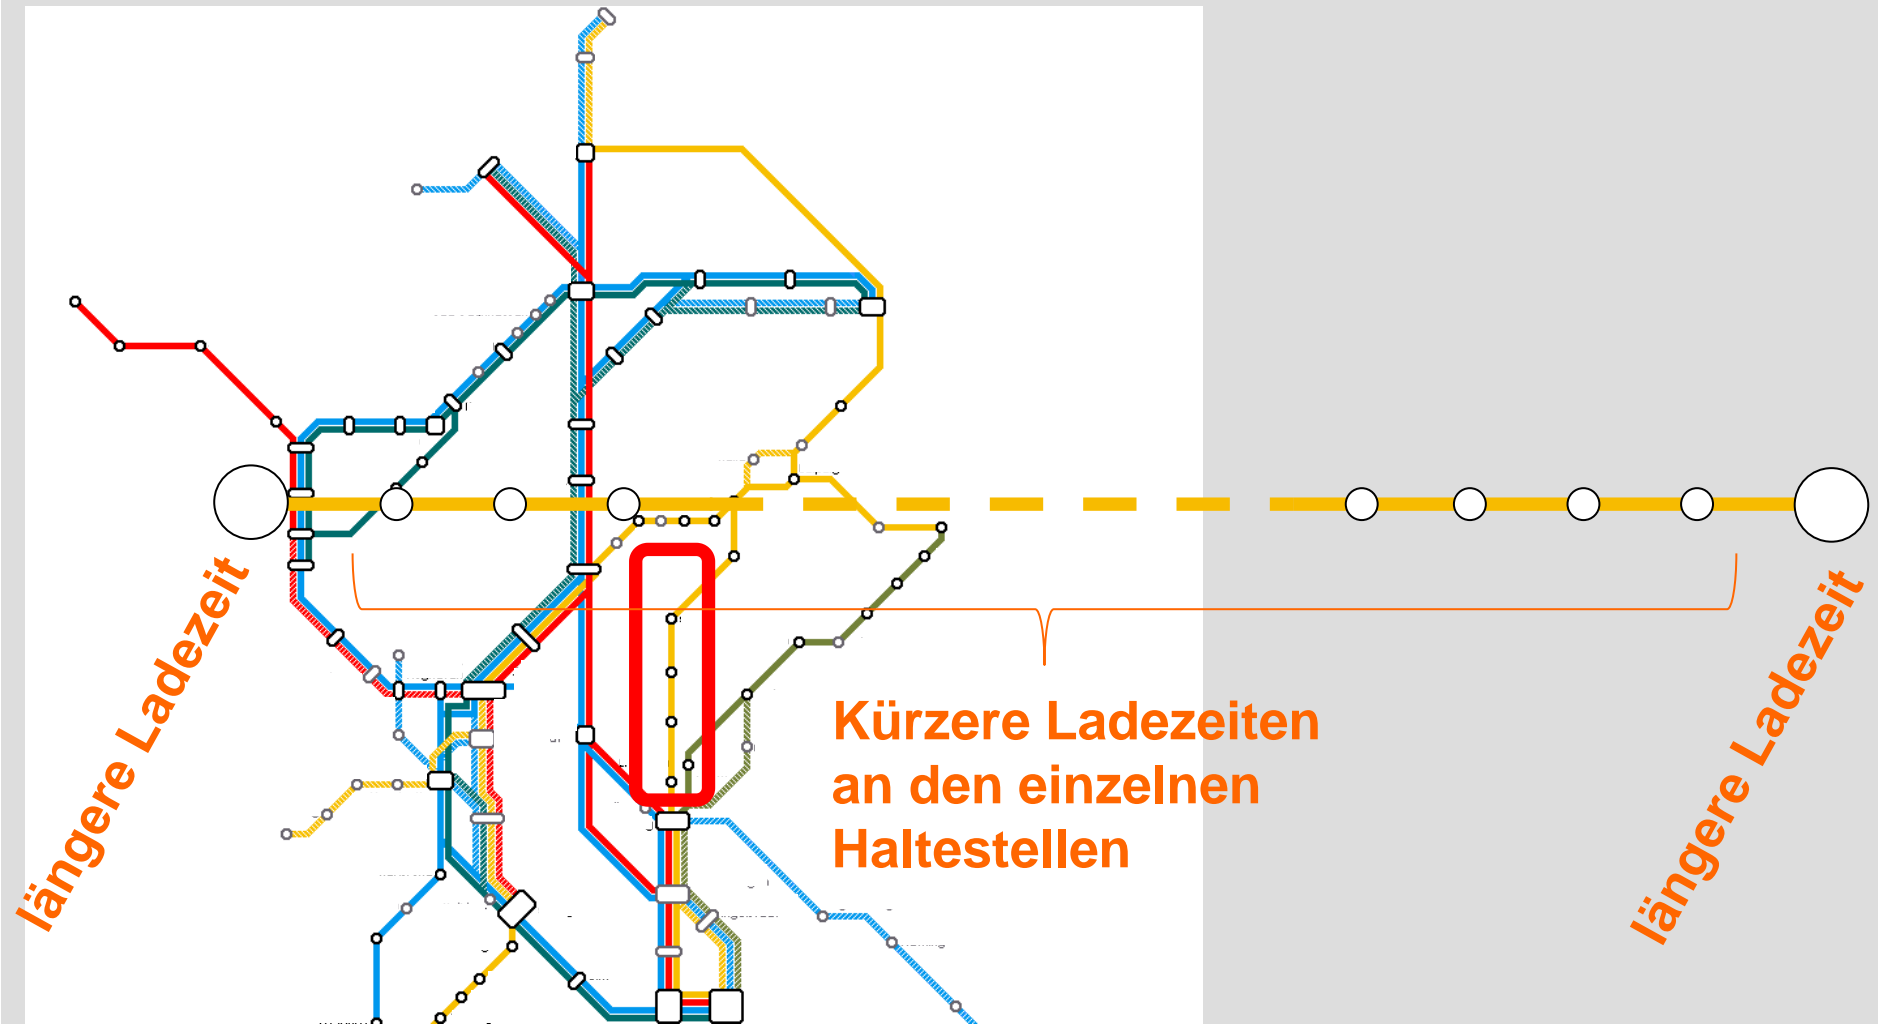 längere Ladezeit
Kürzere Ladezeiten
an den einzelnen
Haltestellen
längere Ladezeit